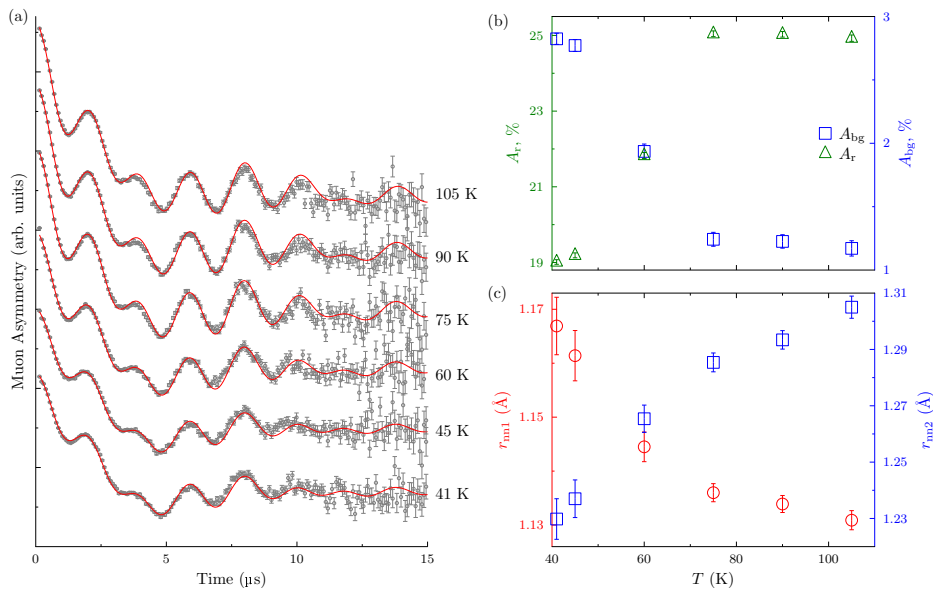 (a)
Muon Asymmetry (arb. units)
105 K
90 K
75 K
60 K
45 K
41 K
0
5
10
15
Time (µs)
(b)
25
23
21
19
A_r, %
3
2
1
A_bg, %
A_bg
A_r
(c)
1.17
1.15
1.13
r_nn1 (Å)
1.31
1.29
1.27
1.25
1.23
r_nn2 (Å)
40
60
80
100
T (K)